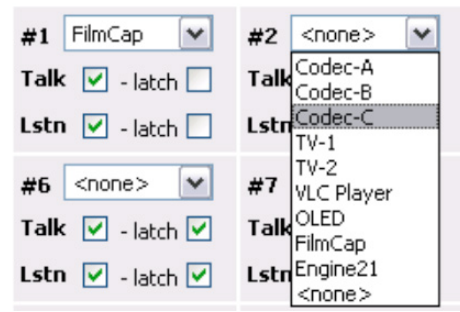 #1 FilmCap
Talk - latch
Lstn - latch
#2 <none>
Talk
Lstn
Codec-A
Codec-B
Codec-C
TV-1
TV-2
VLC Player
OLED
FilmCap
Engine21
<none>
#6 <none>
Talk - latch
Lstn - latch
#7
Talk
Lstn